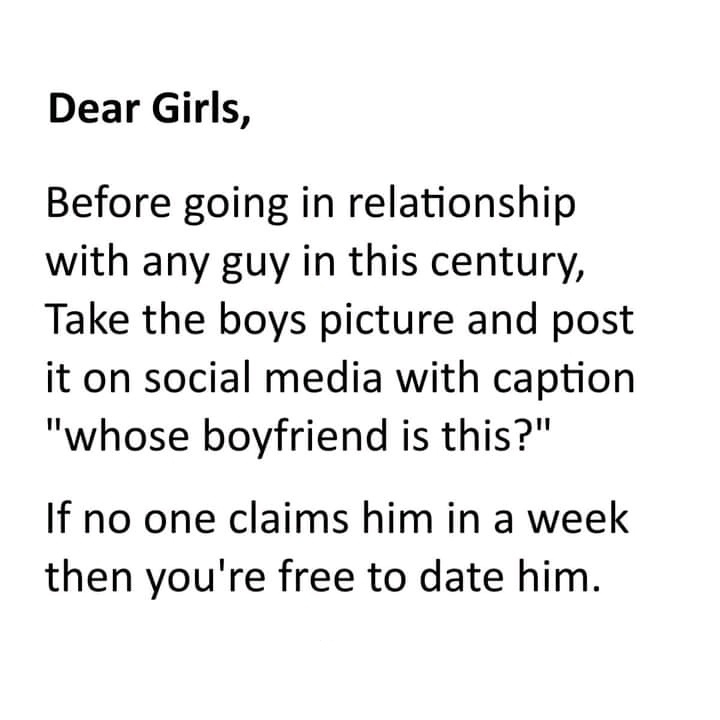 Dear Girls,
Before going in relationship
with any guy in this century,
Take the boys picture and post
it on social media with caption
"whose boyfriend is this?"
If no one claims him in a week
then you're free to date him.